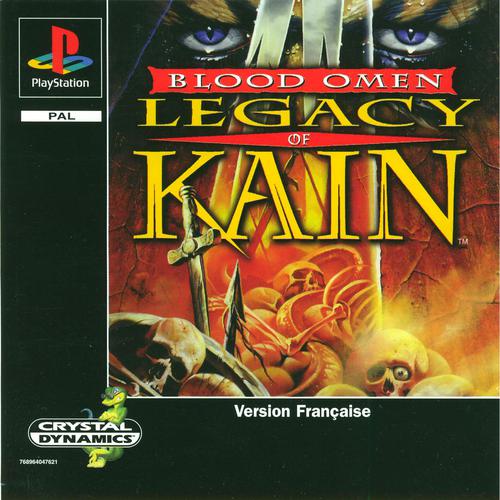 PlayStation
PAL
BLOOD OMEN
LEGACY
OF
KAIN
TM
Version Française
CRYSTAL
DYNAMICS®
768964047621